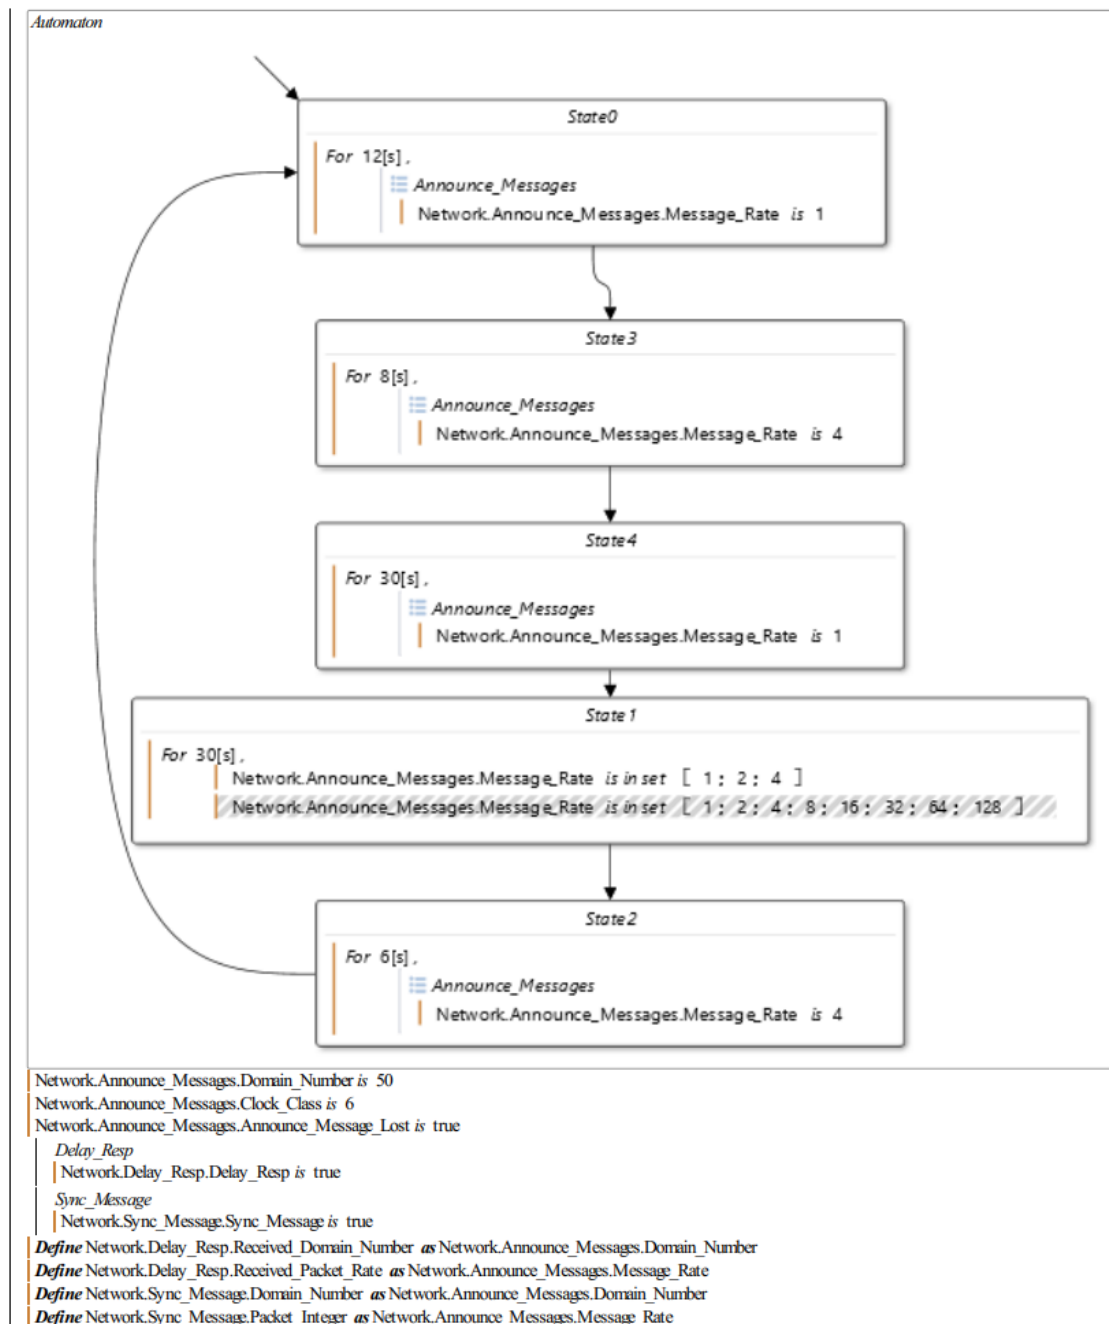 Automaton
State0
For 12[s],
Announce_Messages
Network.Announce_Messages.Message_Rate is 1
State3
For 8[s],
Announce_Messages
Network.Announce_Messages.Message_Rate is 4
State4
For 30[s],
Announce_Messages
Network.Announce_Messages.Message_Rate is 1
State1
For 30[s],
Network.Announce_Messages.Message_Rate is in set [ 1; 2; 4 ]
Network.Announce_Messages.Message_Rate is in set [ 1; 2; 4; 8; 16; 32; 64; 128 ]
State2
For 6[s],
Announce_Messages
Network.Announce_Messages.Message_Rate is 4
Network.Announce_Messages.Domain_Number is 50
Network.Announce_Messages.Clock_Class is 6
Network.Announce_Messages.Announce_Message_Lost is true
Delay_Resp
Network.Delay_Resp.Delay_Resp is true
Sync_Message
Network.Sync_Message.Sync_Message is true
Define Network.Delay_Resp.Received_Domain_Number as Network.Announce_Messages.Domain_Number
Define Network.Delay_Resp.Received_Packet_Rate as Network.Announce_Messages.Message_Rate
Define Network.Sync_Message.Domain_Number as Network.Announce_Messages.Domain_Number
Define Network.Sync_Message.Packet_Integer as Network.Announce_Messages.Message_Rate